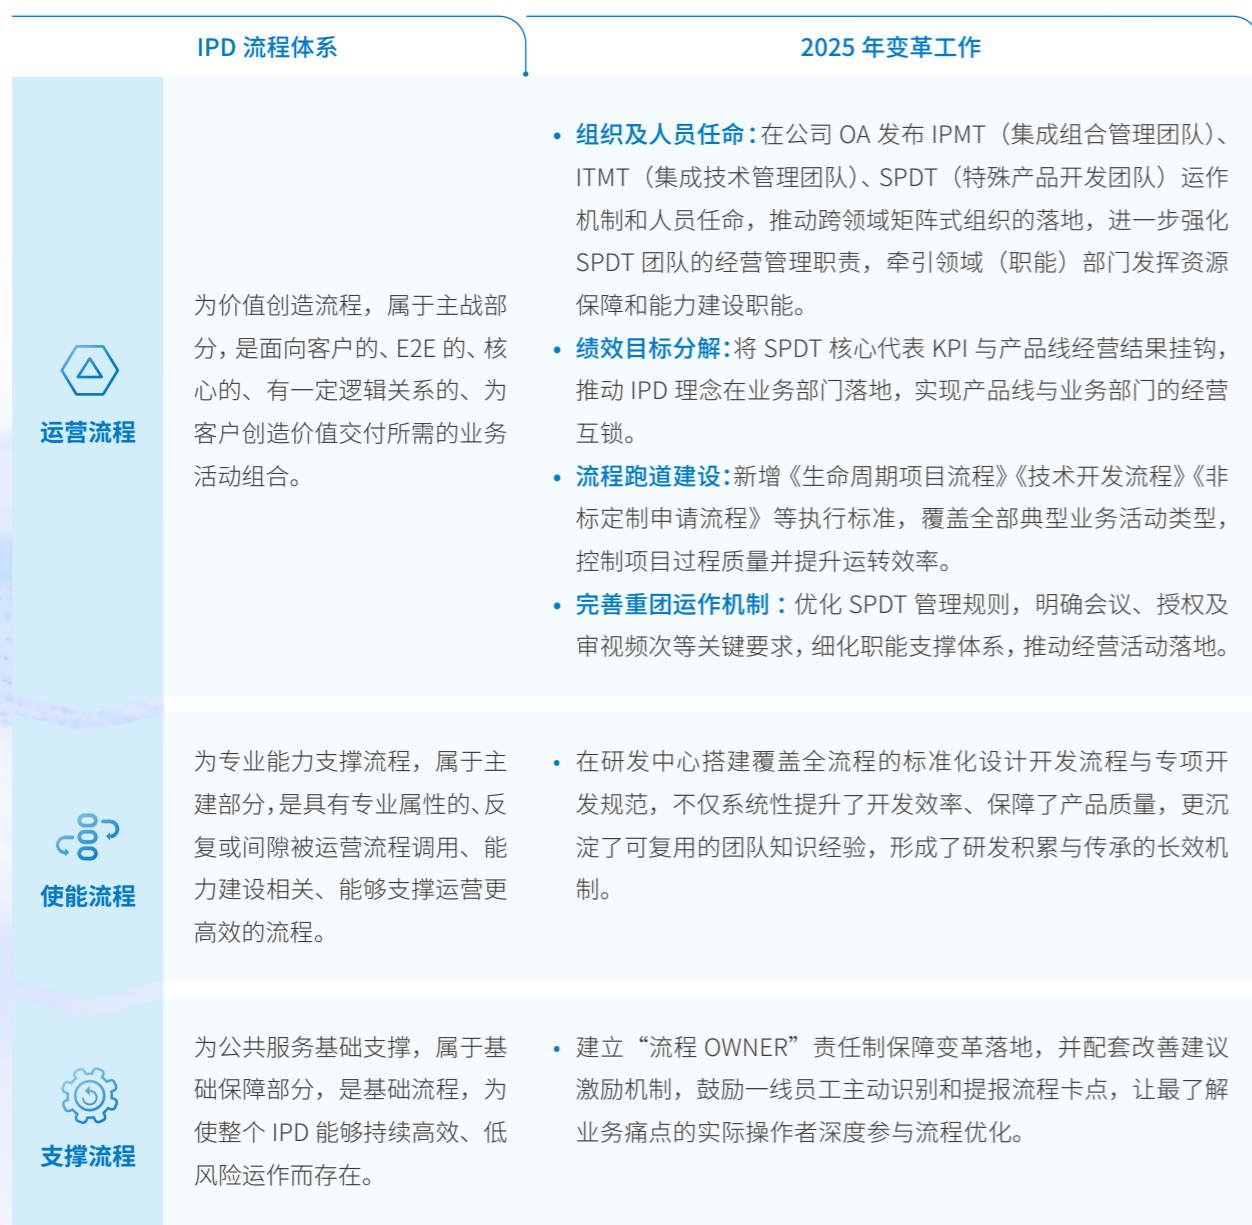 IPD 流程体系
2025 年变革工作
运营流程
为价值创造流程，属于主战部
分，是面向客户的、E2E 的、核
心的、有一定逻辑关系的、为
客户创造价值交付所需的业务
活动组合。
• 组织及人员任命：在公司 OA 发布 IPMT（集成组合管理团队）、
ITMT（集成技术管理团队）、SPDT（特殊产品开发团队）运作
机制和人员任命，推动跨领域矩阵式组织的落地，进一步强化
SPDT 团队的经营管理职责，牵引领域（职能）部门发挥资源
保障和能力建设职能。
• 绩效目标分解：将 SPDT 核心代表 KPI 与产品线经营结果挂钩，
推动 IPD 理念在业务部门落地，实现产品线与业务部门的经营
互锁。
• 流程跑道建设：新增《生命周期项目流程》《技术开发流程》《非
标定制申请流程》等执行标准，覆盖全部典型业务活动类型，
控制项目过程质量并提升运转效率。
• 完善重团运作机制：优化 SPDT 管理规则，明确会议、授权及
审视频次等关键要求，细化职能支撑体系，推动经营活动落地。
使能流程
为专业能力支撑流程，属于主
建部分，是具有专业属性的、反
复或间隙被运营流程调用、能
力建设相关、能够支撑运营更
高效的流程。
• 在研发中心搭建覆盖全流程的标准化设计开发流程与专项开
发规范，不仅系统性提升了开发效率、保障了产品质量，更沉
淀了可复用的团队知识经验，形成了研发积累与传承的长效机
制。
支撑流程
为公共服务基础支撑，属于基
础保障部分，是基础流程，为
使整个 IPD 能够持续高效、低
风险运作而存在。
• 建立“流程 OWNER”责任制保障变革落地，并配套改善建议
激励机制，鼓励一线员工主动识别和提报流程卡点，让最了解
业务痛点的实际操作者深度参与流程优化。